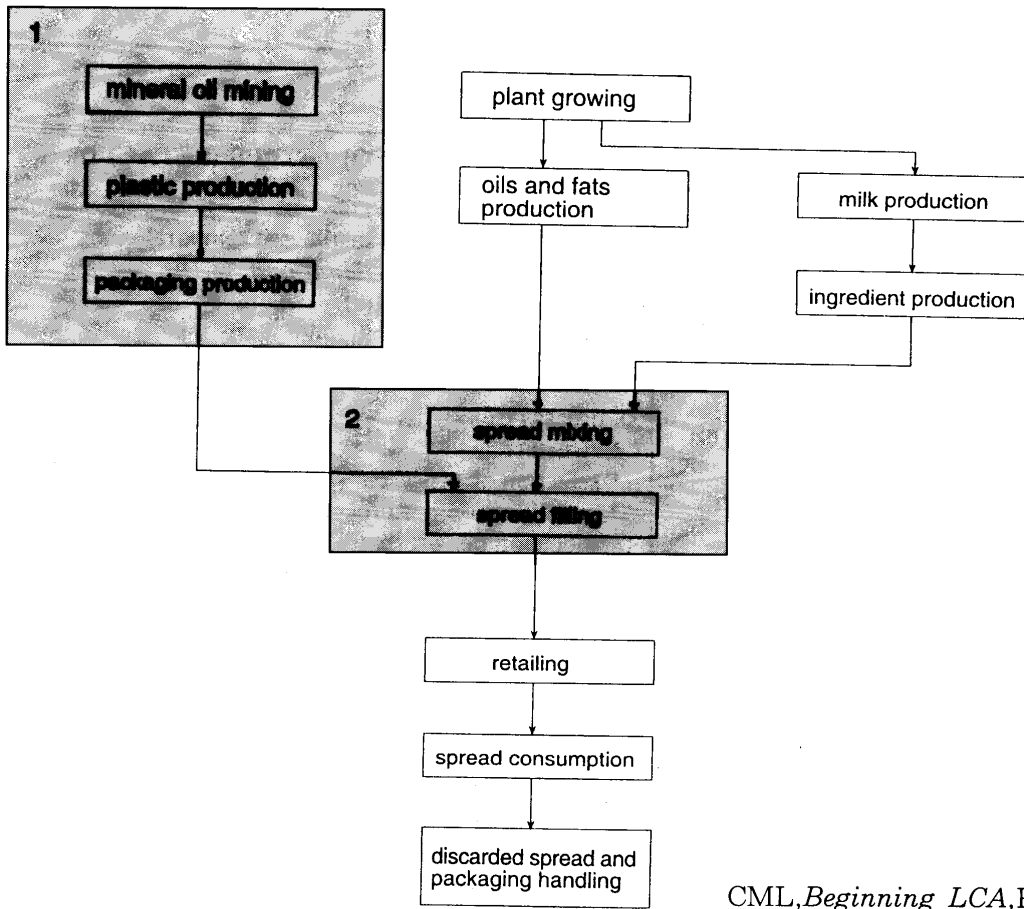 1
mineral oil mining
plastic production
packaging production
plant growing
oils and fats
production
milk production
ingredient production
2
spread mixing
spread filling
retailing
spread consumption
discarded spread and
packaging handling
CML,Beginning LCA,